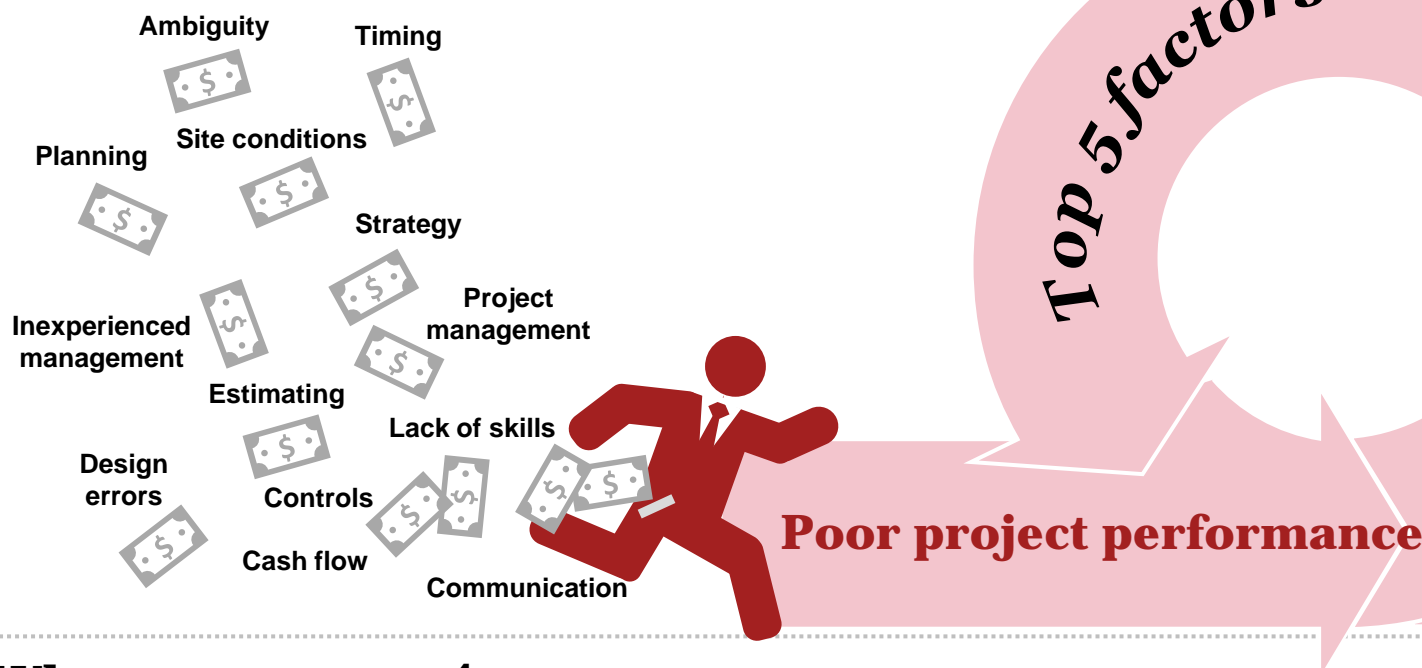 Ambiguity
Timing
Site conditions
Planning
Strategy
Project
management
Inexperienced
management
Estimating
Lack of skills
Design
errors
Controls
Cash flow
Communication
Top 5 factors
Poor project performance